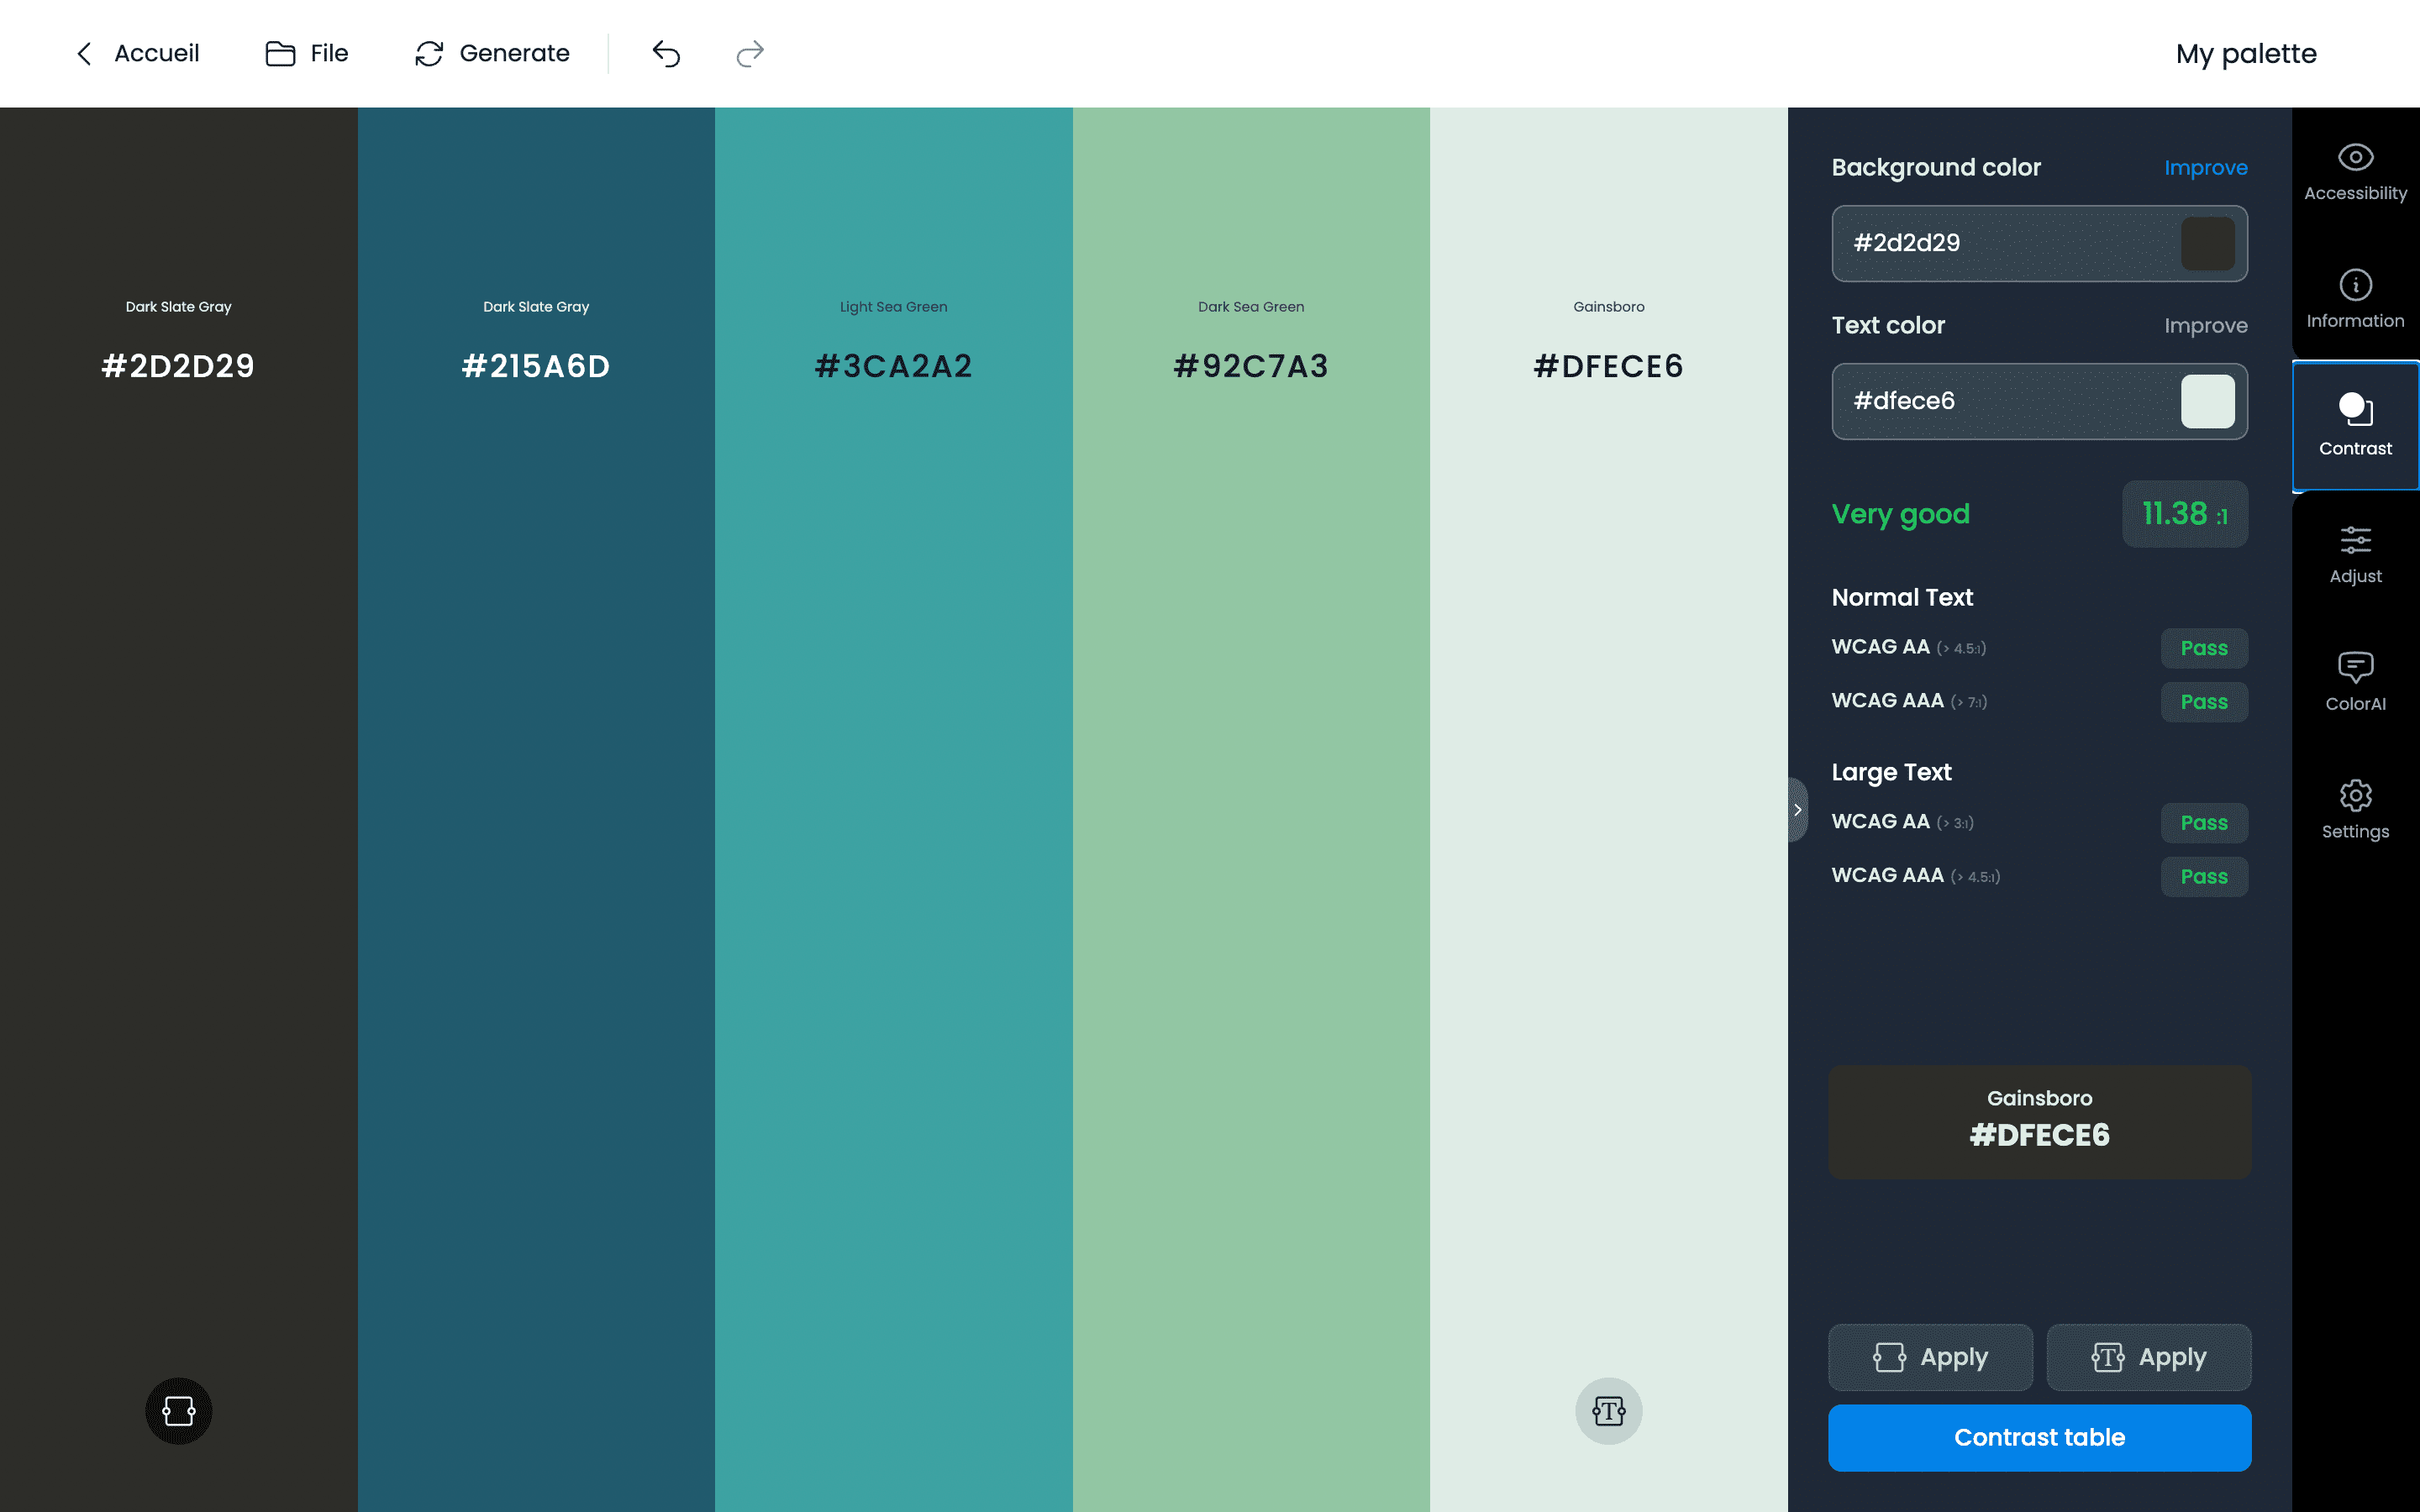 Accueil File Generate My palette
Dark Slate Gray
#2D2D29
Dark Slate Gray
#215A6D
Light Sea Green
#3CA2A2
Dark Sea Green
#92C7A3
Gainsboro
#DFECE6
Background color Improve
#2d2d29
Text color Improve
#dfece6
Very good 11.38 :1
Normal Text
WCAG AA (> 4.5:1) Pass
WCAG AAA (> 7:1) Pass
Large Text
WCAG AA (> 3:1) Pass
WCAG AAA (> 4.5:1) Pass
Gainsboro
#DFECE6
Apply T Apply
Contrast table
T
Accessibility
Information
Contrast
Adjust
ColorAI
Settings